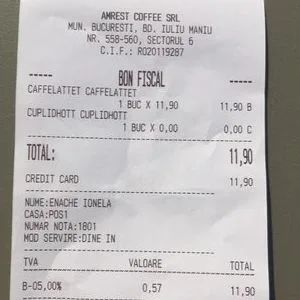 AMREST COFFEE SRL
MUN. BUCURESTI, BD. IULIU MANIU
NR. 558-560, SECTORUL 6
C.I.F.: RO20119287
----- BON FISCAL -----
CAFFELATTET CAFFELATTET
1 BUC X 11,90 11,90 B
CUPLIDHOTT CUPLIDHOTT
1 BUC X 0,00 0,00 C
TOTAL: 11,90
CREDIT CARD 11,90
NUME:ENACHE IONELA
CASA:POS1
NUMAR NOTA:1801
MOD SERVIRE:DINE IN
TVA VALOARE TOTAL
B-05,00% 0,57 11,90